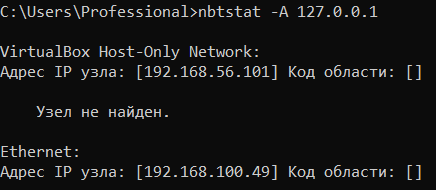 C:\Users\Professional>nbtstat -A 127.0.0.1
VirtualBox Host-Only Network:
Адрес IP узла: [192.168.56.101] Код области: []
Узел не найден.
Ethernet:
Адрес IP узла: [192.168.100.49] Код области: []